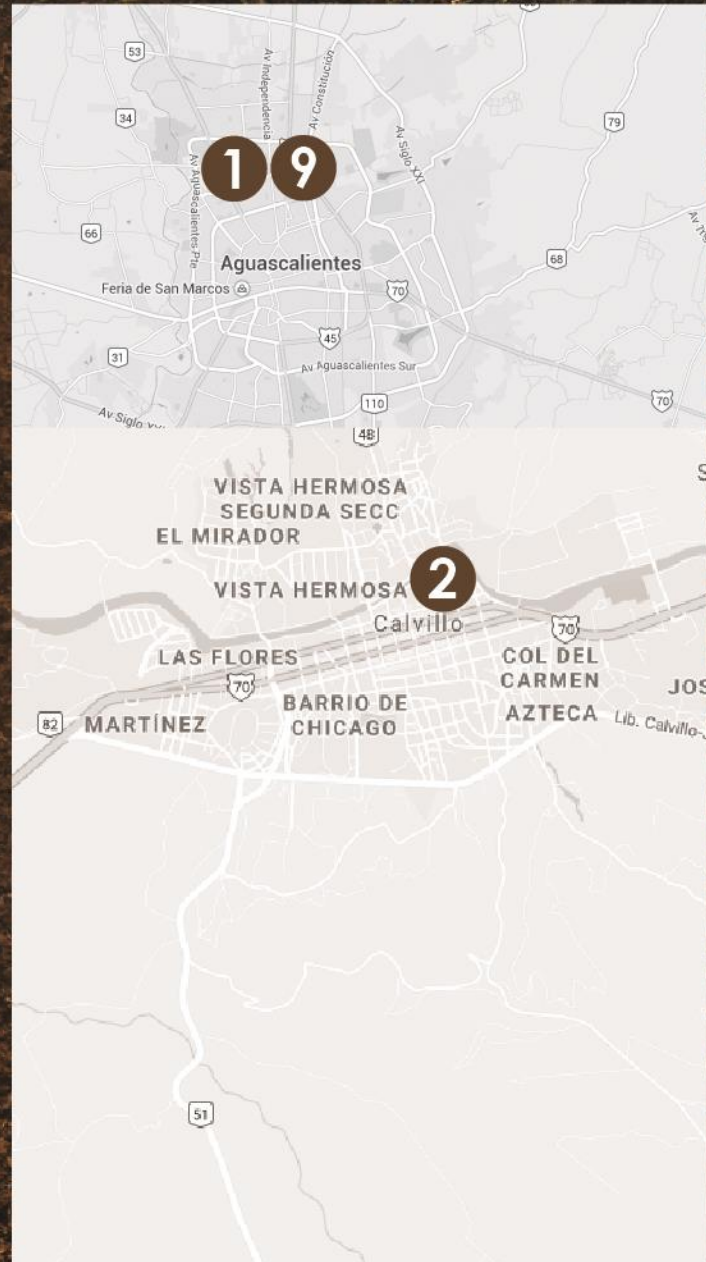 53
Av Independencia
Av Constitución
34
79
Av Siglo XXI
1
9
Av Aguascalientes Pte
66
Aguascalientes
68
Feria de San Marcos
70
45
31
Av Aguascalientes Sur
110
70
Av Siglo
48
VISTA HERMOSA
SEGUNDA SECC
EL MIRADOR
VISTA HERMOSA
2
Calvillo
70
LAS FLORES
COL DEL
CARMEN
70
JOS
BARRIO DE
CHICAGO
AZTECA
82
MARTÍNEZ
Lib. Calvillo-
51